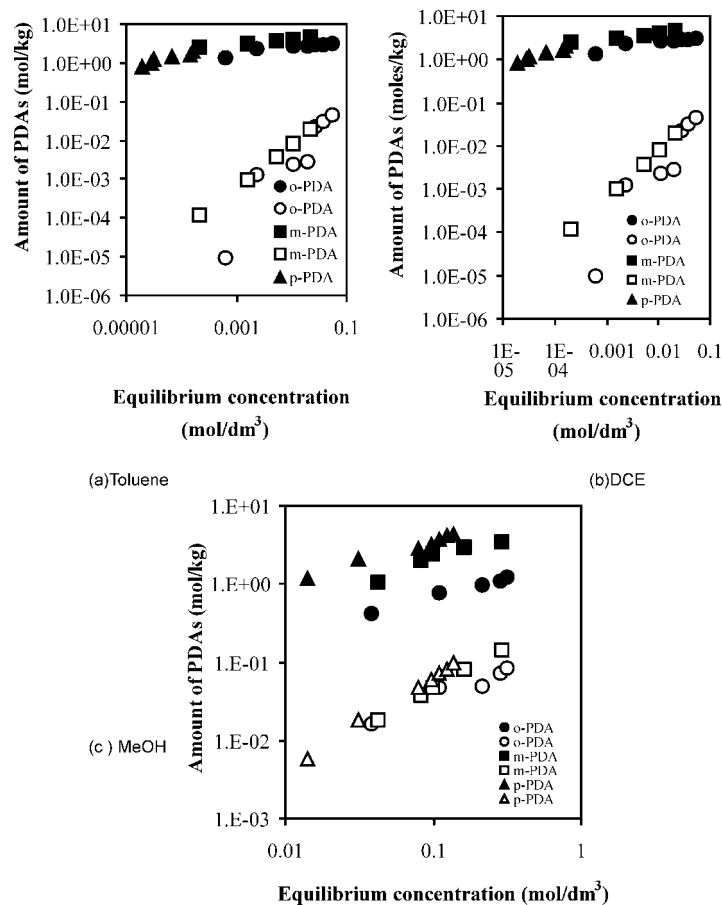 Amount of PDAs (mol/kg)
1.0E+01
1.0E+00
1.0E-01
1.0E-02
1.0E-03
1.0E-04
1.0E-05
1.0E-06
o-PDA
o-PDA
m-PDA
m-PDA
p-PDA
0.00001 0.001 0.1
Equilibrium concentration
(mol/dm³)
Amount of PDAs (moles/kg)
1.0E+01
1.0E+00
1.0E-01
1.0E-02
1.0E-03
1.0E-04
1.0E-05
1.0E-06
o-PDA
o-PDA
m-PDA
m-PDA
p-PDA
1E-
05
1E-
04
0.001 0.01 0.1
Equilibrium concentration
(mol/dm³)
(a)Toluene
(b)DCE
Amount of PDAs (mol/kg)
1.E+01
1.E+00
1.E-01
1.E-02
1.E-03
o-PDA
o-PDA
m-PDA
m-PDA
p-PDA
p-PDA
(c ) MeOH
0.01 0.1 1
Equilibrium concentration (mol/dm³)